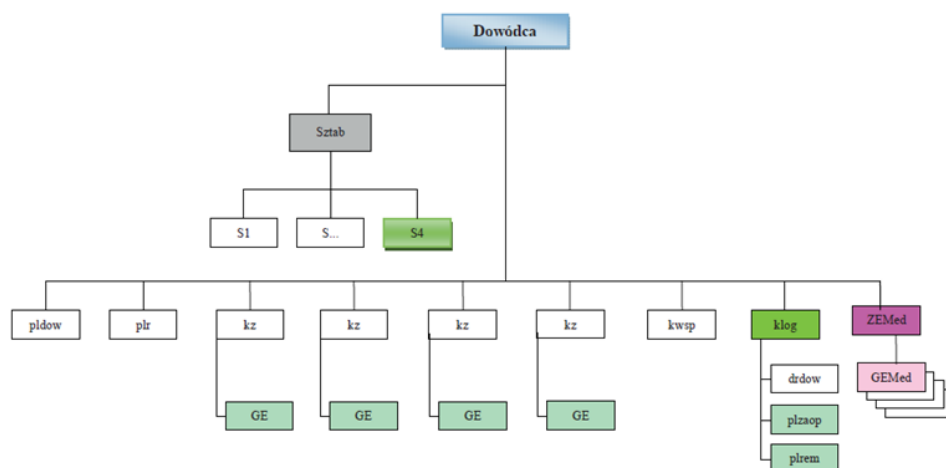 Dowódca
Sztab
S1
S...
S4
pldow
plr
kz
kz
kz
kz
kwsp
klog
ZEMed
GE
GE
GE
GE
drdow
GEMed
plzaop
plrem